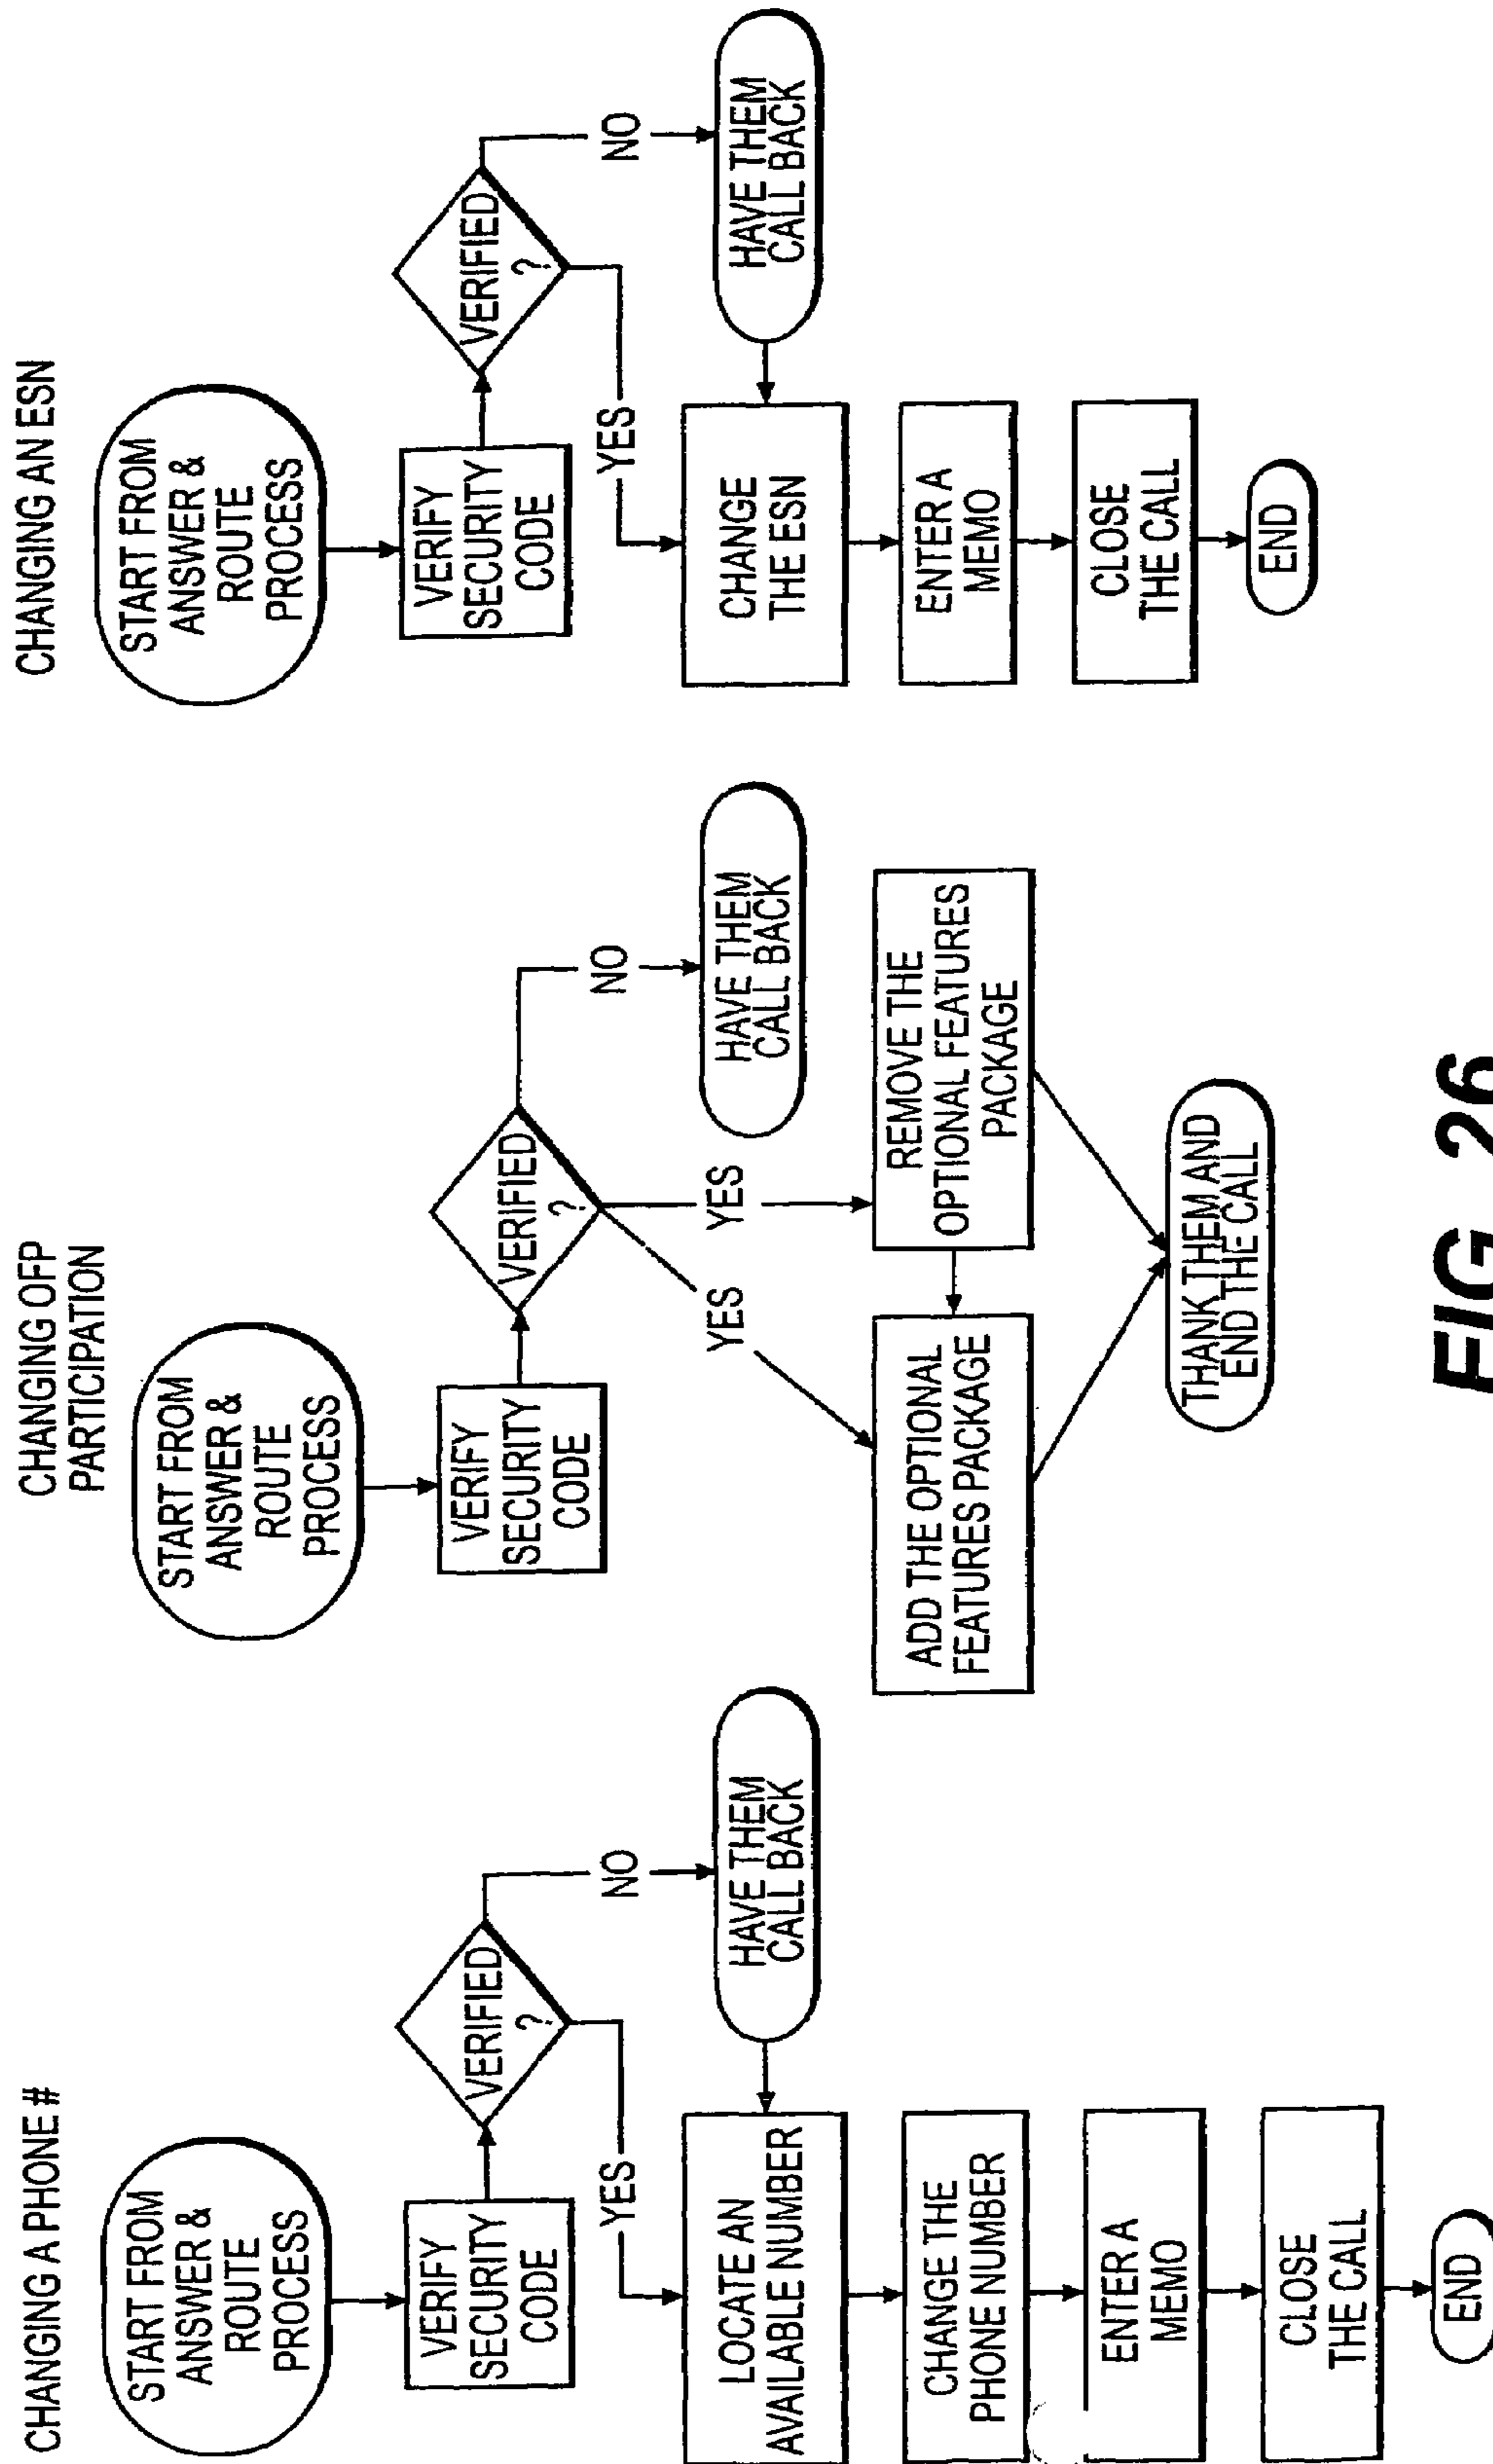 CHANGING A PHONE #
START FROM
ANSWER &
ROUTE
PROCESS
VERIFY
SECURITY
CODE
VERIFIED
?
YES
NO
HAVE THEM
CALL BACK
LOCATE AN
AVAILABLE NUMBER
CHANGE THE
PHONE NUMBER
ENTER A
MEMO
CLOSE
THE CALL
END
CHANGING OFP
PARTICIPATION
START FROM
ANSWER &
ROUTE
PROCESS
VERIFY
SECURITY
CODE
VERIFIED
?
YES
YES
NO
HAVE THEM
CALL BACK
ADD THE OPTIONAL
FEATURES PACKAGE
REMOVE THE
OPTIONAL FEATURES
PACKAGE
THANK THEM AND
END THE CALL
CHANGING AN ESN
START FROM
ANSWER &
ROUTE
PROCESS
VERIFY
SECURITY
CODE
VERIFIED
?
YES
NO
HAVE THEM
CALL BACK
CHANGE
THE ESN
ENTER A
MEMO
CLOSE
THE CALL
END
FIG 26